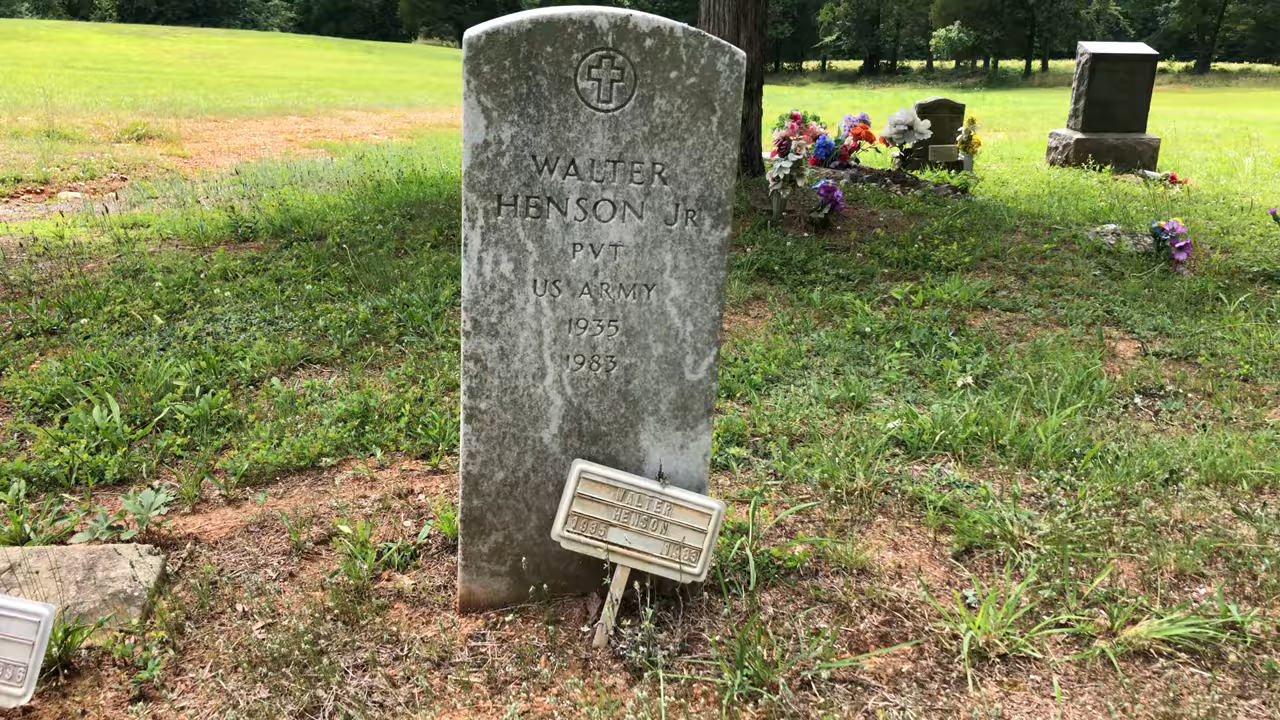 WALTER
HENSON JR
PVT
US ARMY
1935
1983
WALTER
HENSON
1935 1983